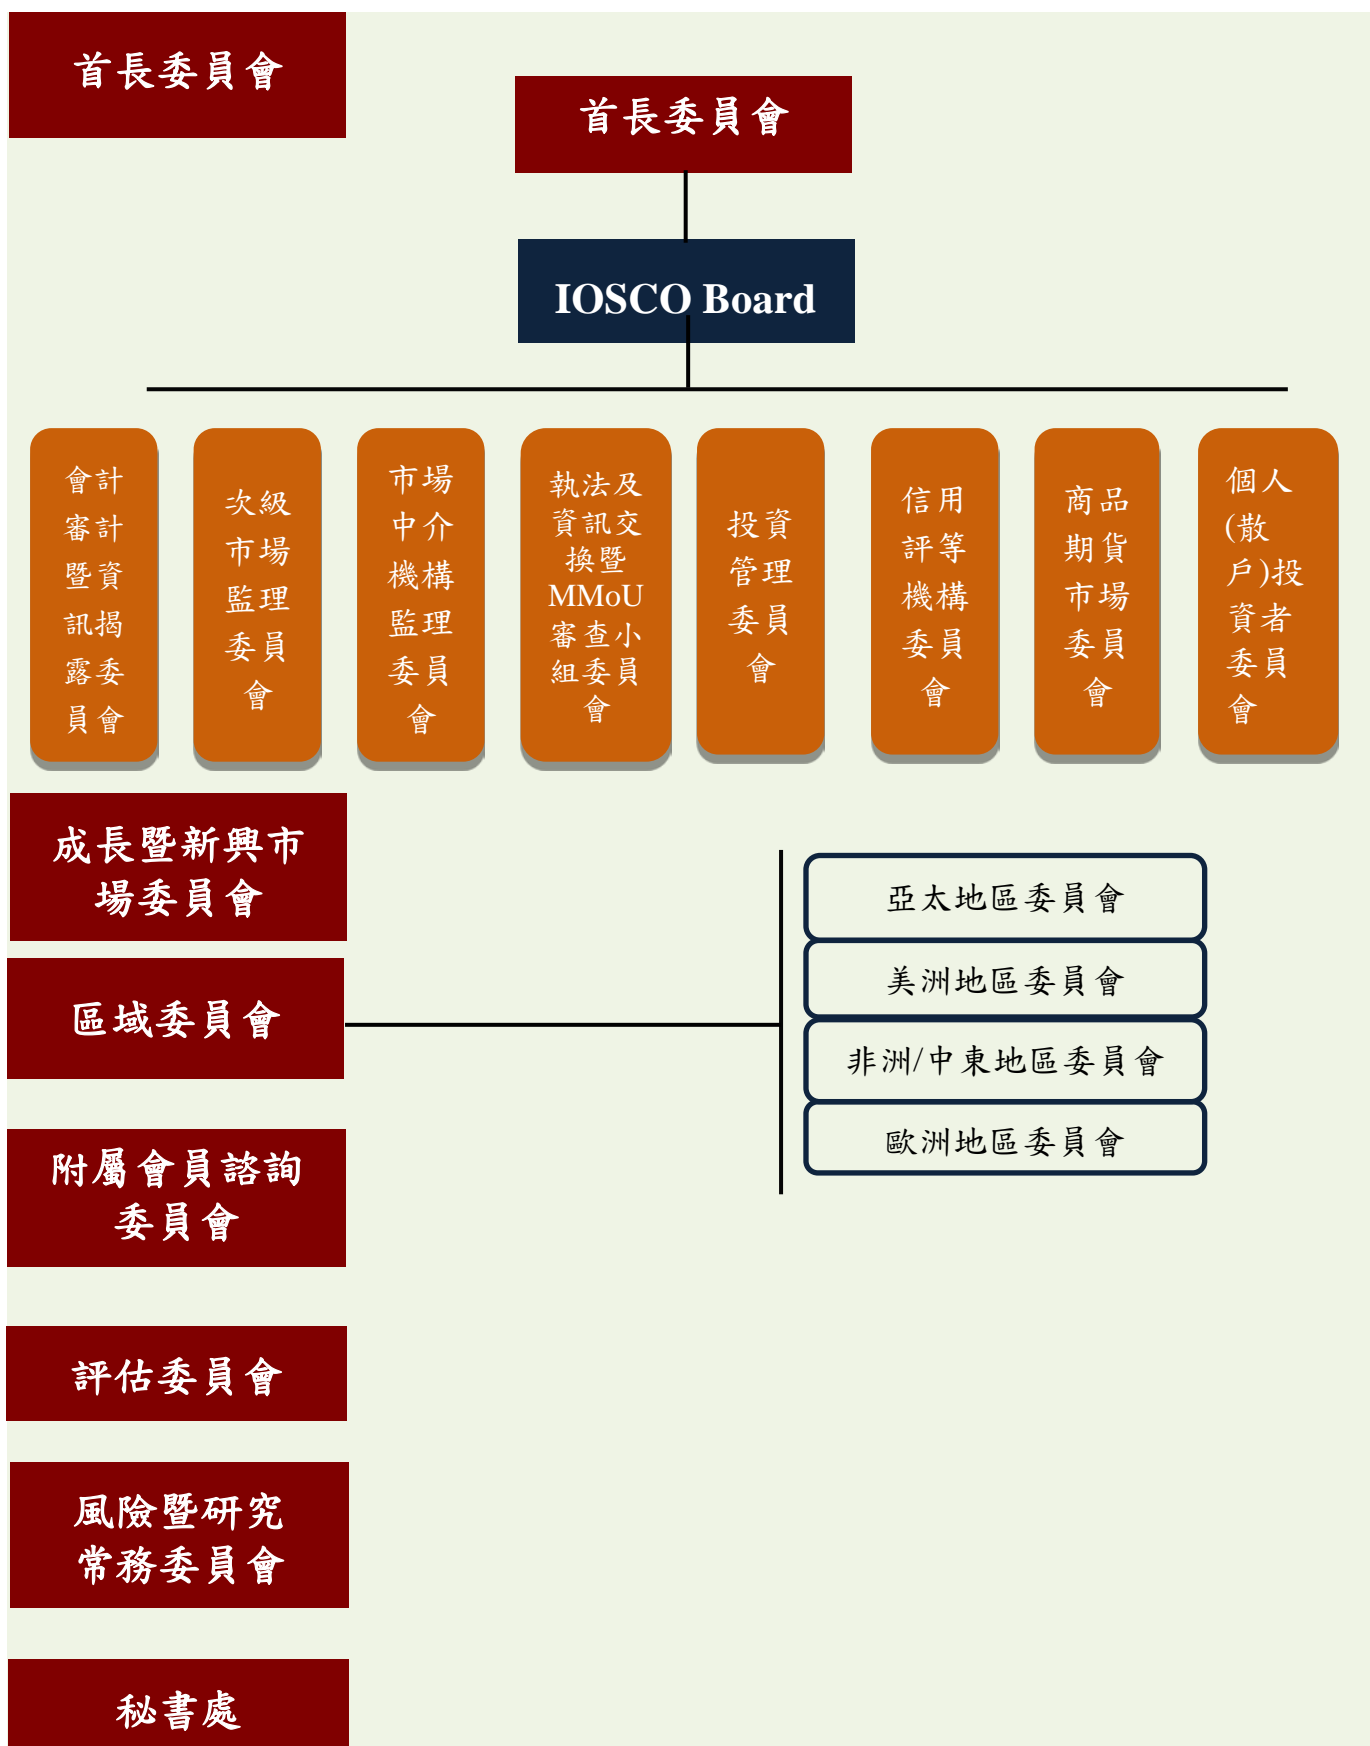 首長委員會
首長委員會
IOSCO Board
會計
審計
暨資
訊揭
露委
員會
次級
市場
監理
委員
會
市場
中介
機構
監理
委員
會
執法及
資訊交
換暨
MMoU
審查小
組委員
會
投資
管理
委員
會
信用
評等
機構
委員
會
商品
期貨
市場
委員
會
個人
(散
戶)投
資者
委員
會
成長暨新興市
場委員會
區域委員會
亞太地區委員會
美洲地區委員會
非洲/中東地區委員會
歐洲地區委員會
附屬會員諮詢
委員會
評估委員會
風險暨研究
常務委員會
秘書處